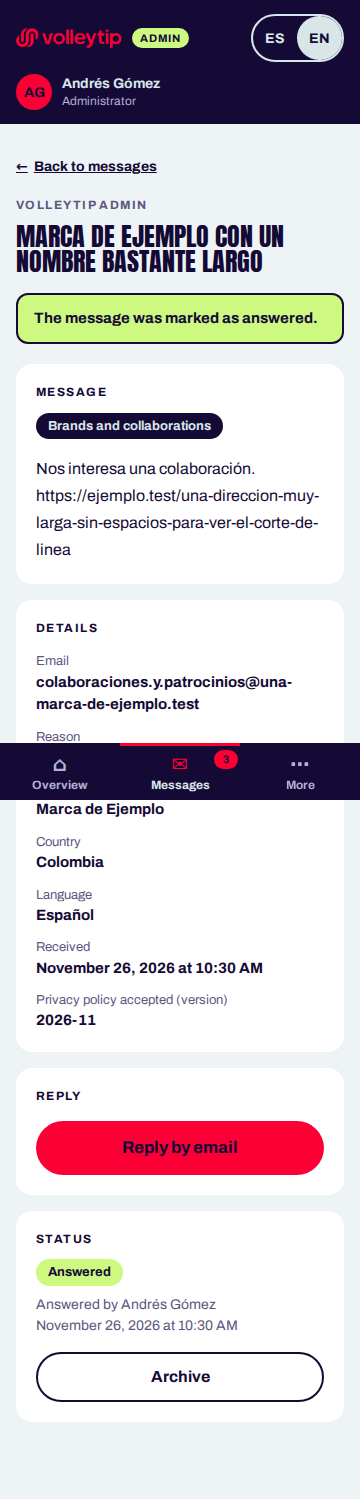 volleytip ADMIN ES EN
AG Andrés Gómez
Administrator
← Back to messages
VOLLEYTIP ADMIN
MARCA DE EJEMPLO CON UN
NOMBRE BASTANTE LARGO
The message was marked as answered.
MESSAGE
Brands and collaborations
Nos interesa una colaboración.
https://ejemplo.test/una-direccion-muy-
larga-sin-espacios-para-ver-el-corte-de-
linea
DETAILS
Email
colaboraciones.y.patrocinios@una-
marca-de-ejemplo.test
Reason
3
Overview Messages More
Marca de Ejemplo
Country
Colombia
Language
Español
Received
November 26, 2026 at 10:30 AM
Privacy policy accepted (version)
2026-11
REPLY
Reply by email
STATUS
Answered
Answered by Andrés Gómez
November 26, 2026 at 10:30 AM
Archive